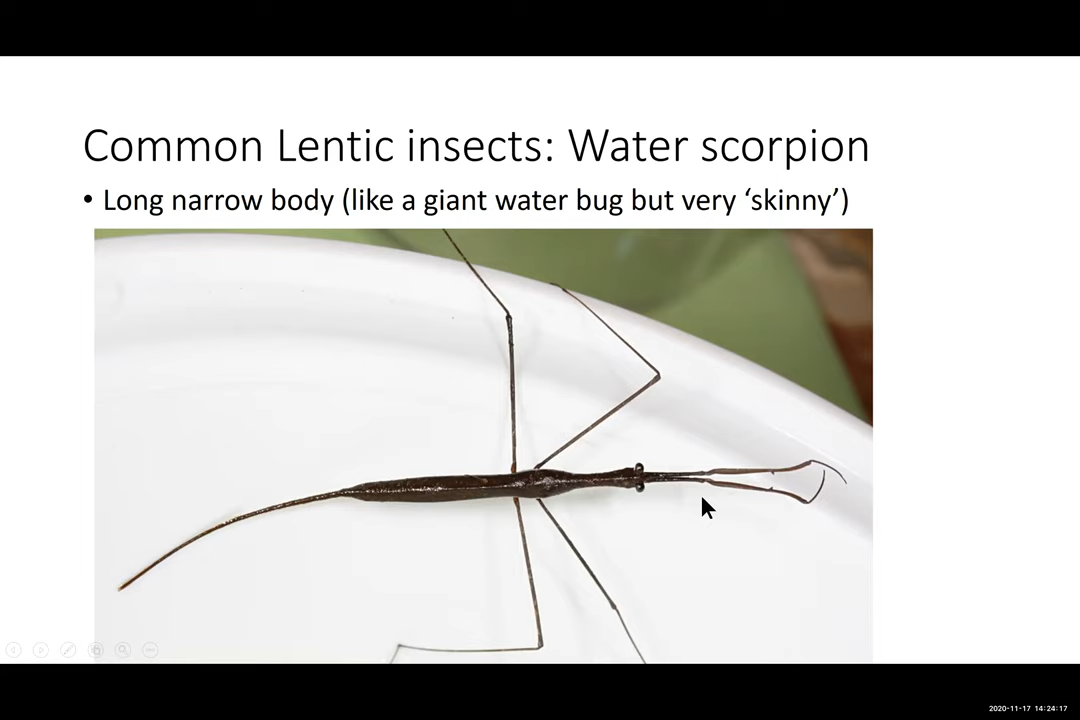 Common Lentic insects: Water scorpion
• Long narrow body (like a giant water bug but very ‘skinny’)
2020-11-17 14:24:17